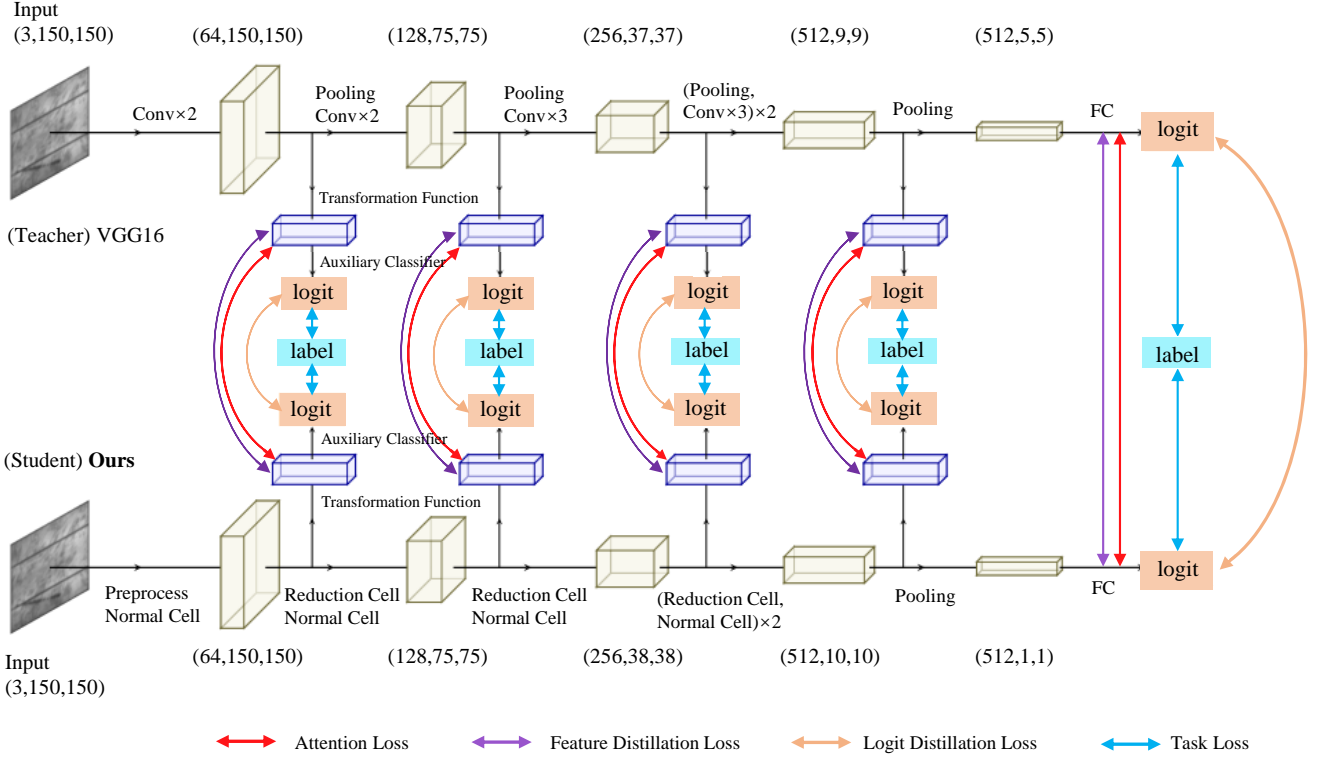 Input
(3,150,150)
(64,150,150)
(128,75,75)
(256,37,37)
(512,9,9)
(512,5,5)
Conv×2
Pooling
Conv×2
Pooling
Conv×3
(Pooling,
Conv×3)×2
Pooling
FC
logit
Transformation Function
(Teacher) VGG16
Auxiliary Classifier
logit
logit
logit
logit
label
label
label
label
label
logit
logit
logit
logit
Auxiliary Classifier
(Student) Ours
Transformation Function
Preprocess
Normal Cell
Reduction Cell
Normal Cell
Reduction Cell
Normal Cell
(Reduction Cell,
Normal Cell)×2
Pooling
FC
logit
Input
(3,150,150)
(64,150,150)
(128,75,75)
(256,38,38)
(512,10,10)
(512,1,1)
Attention Loss
Feature Distillation Loss
Logit Distillation Loss
Task Loss